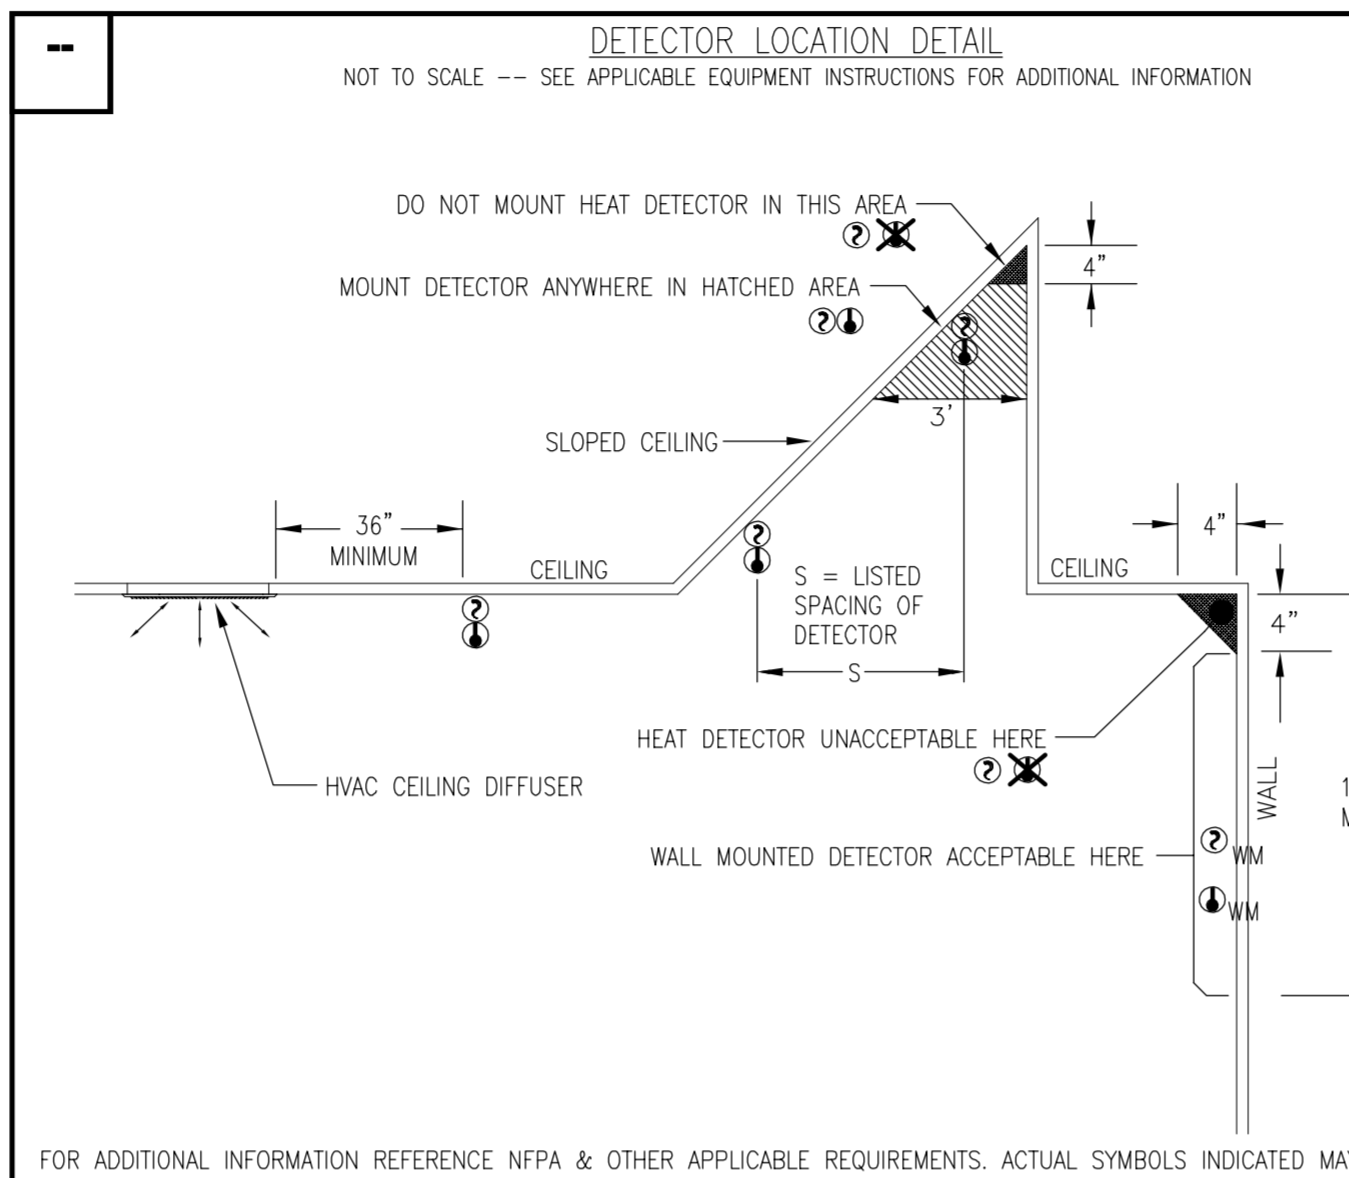 --
DETECTOR LOCATION DETAIL
NOT TO SCALE -- SEE APPLICABLE EQUIPMENT INSTRUCTIONS FOR ADDITIONAL INFORMATION
DO NOT MOUNT HEAT DETECTOR IN THIS AREA
4"
MOUNT DETECTOR ANYWHERE IN HATCHED AREA
3'
SLOPED CEILING
36"
MINIMUM
4"
CEILING
CEILING
S = LISTED
SPACING OF
DETECTOR
4"
S
HEAT DETECTOR UNACCEPTABLE HERE
HVAC CEILING DIFFUSER
WALL
1
M
WALL MOUNTED DETECTOR ACCEPTABLE HERE
WM
WM
FOR ADDITIONAL INFORMATION REFERENCE NFPA & OTHER APPLICABLE REQUIREMENTS. ACTUAL SYMBOLS INDICATED MAY